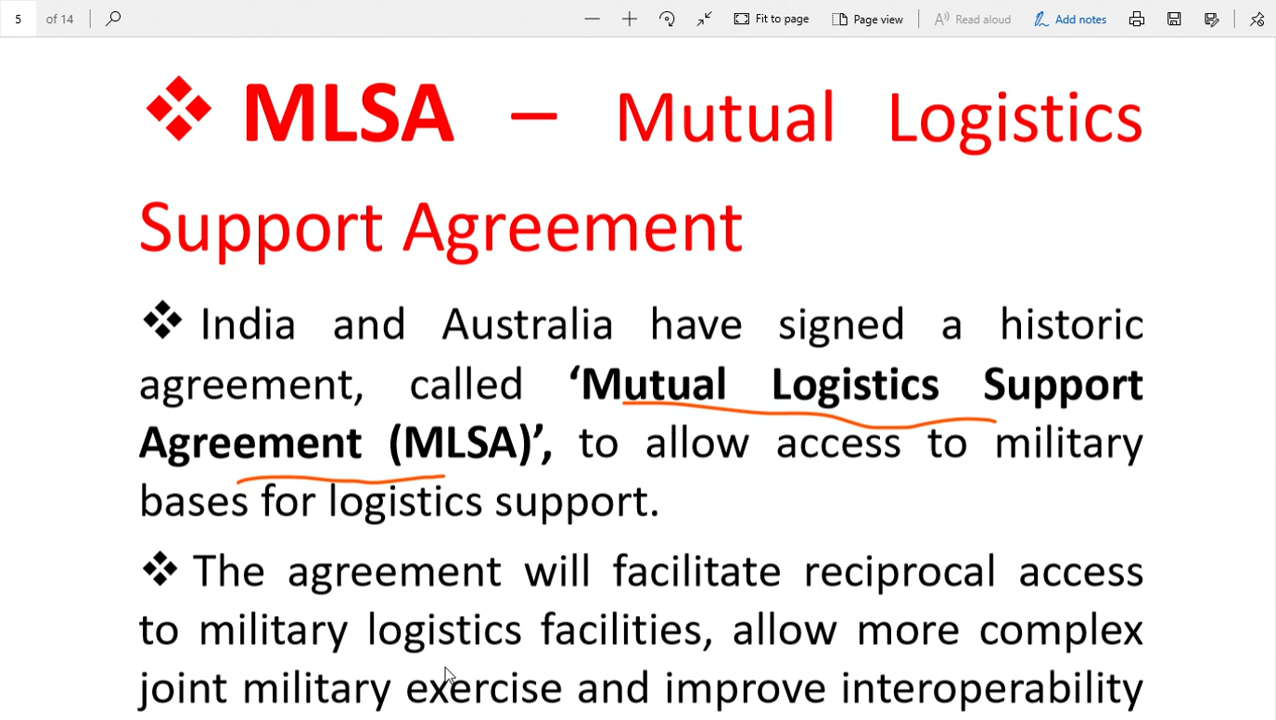 5 of 14 Fit to page Page view Read aloud Add notes
❖ MLSA – Mutual Logistics
Support Agreement
❖ India and Australia have signed a historic
agreement, called ‘Mutual Logistics Support
Agreement (MLSA)’, to allow access to military
bases for logistics support.
❖ The agreement will facilitate reciprocal access
to military logistics facilities, allow more complex
joint military exercise and improve interoperability